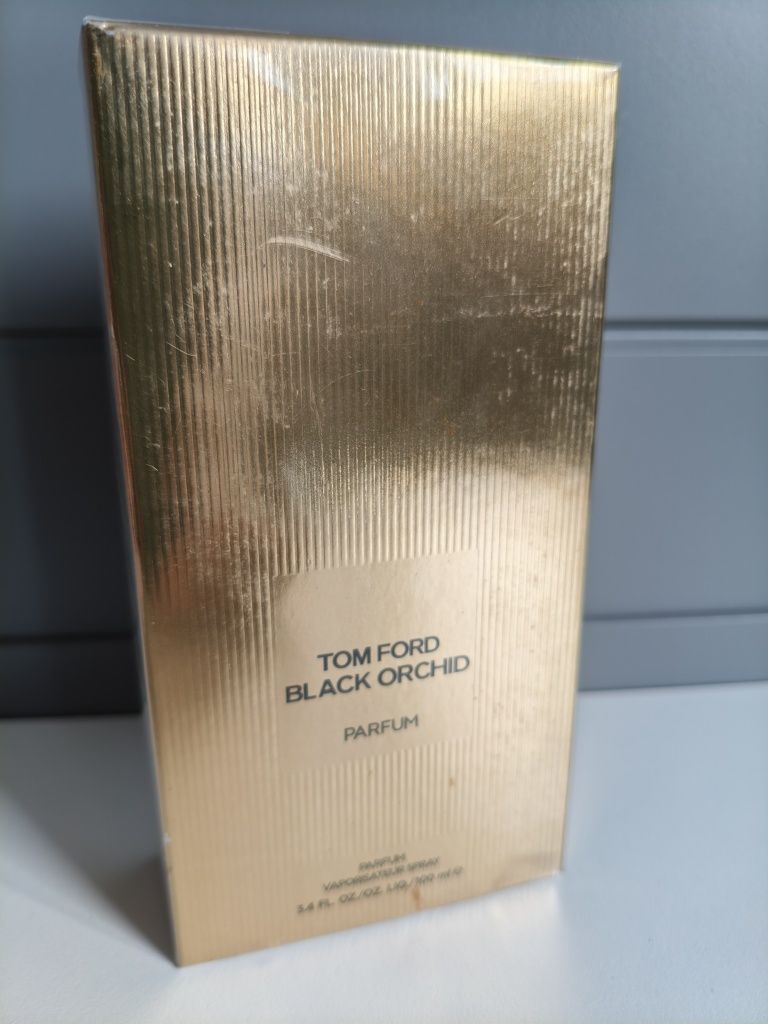 TOM FORD
BLACK ORCHID
PARFUM
PARFUM
VAPORISATEUR SPRAY
3.4 FL. OZ./OZ. LIQ./100 ml ℮